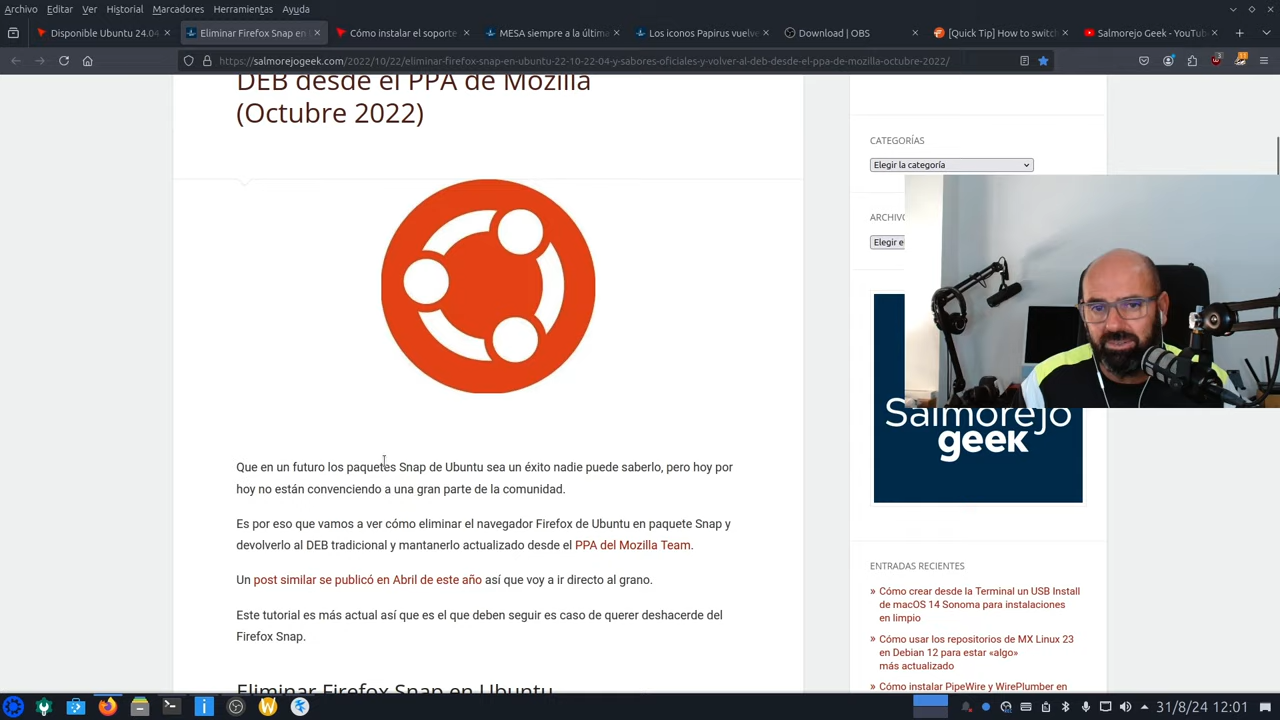 Archivo Editar Ver Historial Marcadores Herramientas Ayuda
Disponible Ubuntu 24.04
Eliminar Firefox Snap en
Cómo instalar el soporte
MESA siempre a la última
Los iconos Papirus vuelve
Download | OBS
[Quick Tip] How to switch
Salmorejo Geek - YouTub
https://salmorejogeek.com/2022/10/22/eliminar-firefox-snap-en-ubuntu-22-10-22-04-y-sabores-oficiales-y-volver-al-deb-desde-el-ppa-de-mozilla-octubre-2022/
DEB desde el PPA de Mozilla
(Octubre 2022)
Que en un futuro los paquetes Snap de Ubuntu sea un éxito nadie puede saberlo, pero hoy por
hoy no están convenciendo a una gran parte de la comunidad.
Es por eso que vamos a ver cómo eliminar el navegador Firefox de Ubuntu en paquete Snap y
devolverlo al DEB tradicional y mantanerlo actualizado desde el PPA del Mozilla Team.
Un post similar se publicó en Abril de este año así que voy a ir directo al grano.
Este tutorial es más actual así que es el que deben seguir es caso de querer deshacerde del
Firefox Snap.
Eliminar Firefox Snap en Ubuntu
CATEGORÍAS
Elegir la categoría
ARCHIVO
Elegir e
Salmorejo
geek
ENTRADAS RECIENTES
» Cómo crear desde la Terminal un USB Install
de macOS 14 Sonoma para instalaciones
en limpio
» Cómo usar los repositorios de MX Linux 23
en Debian 12 para estar «algo»
más actualizado
» Cómo instalar PipeWire y WirePlumber en
31/8/24 12:01